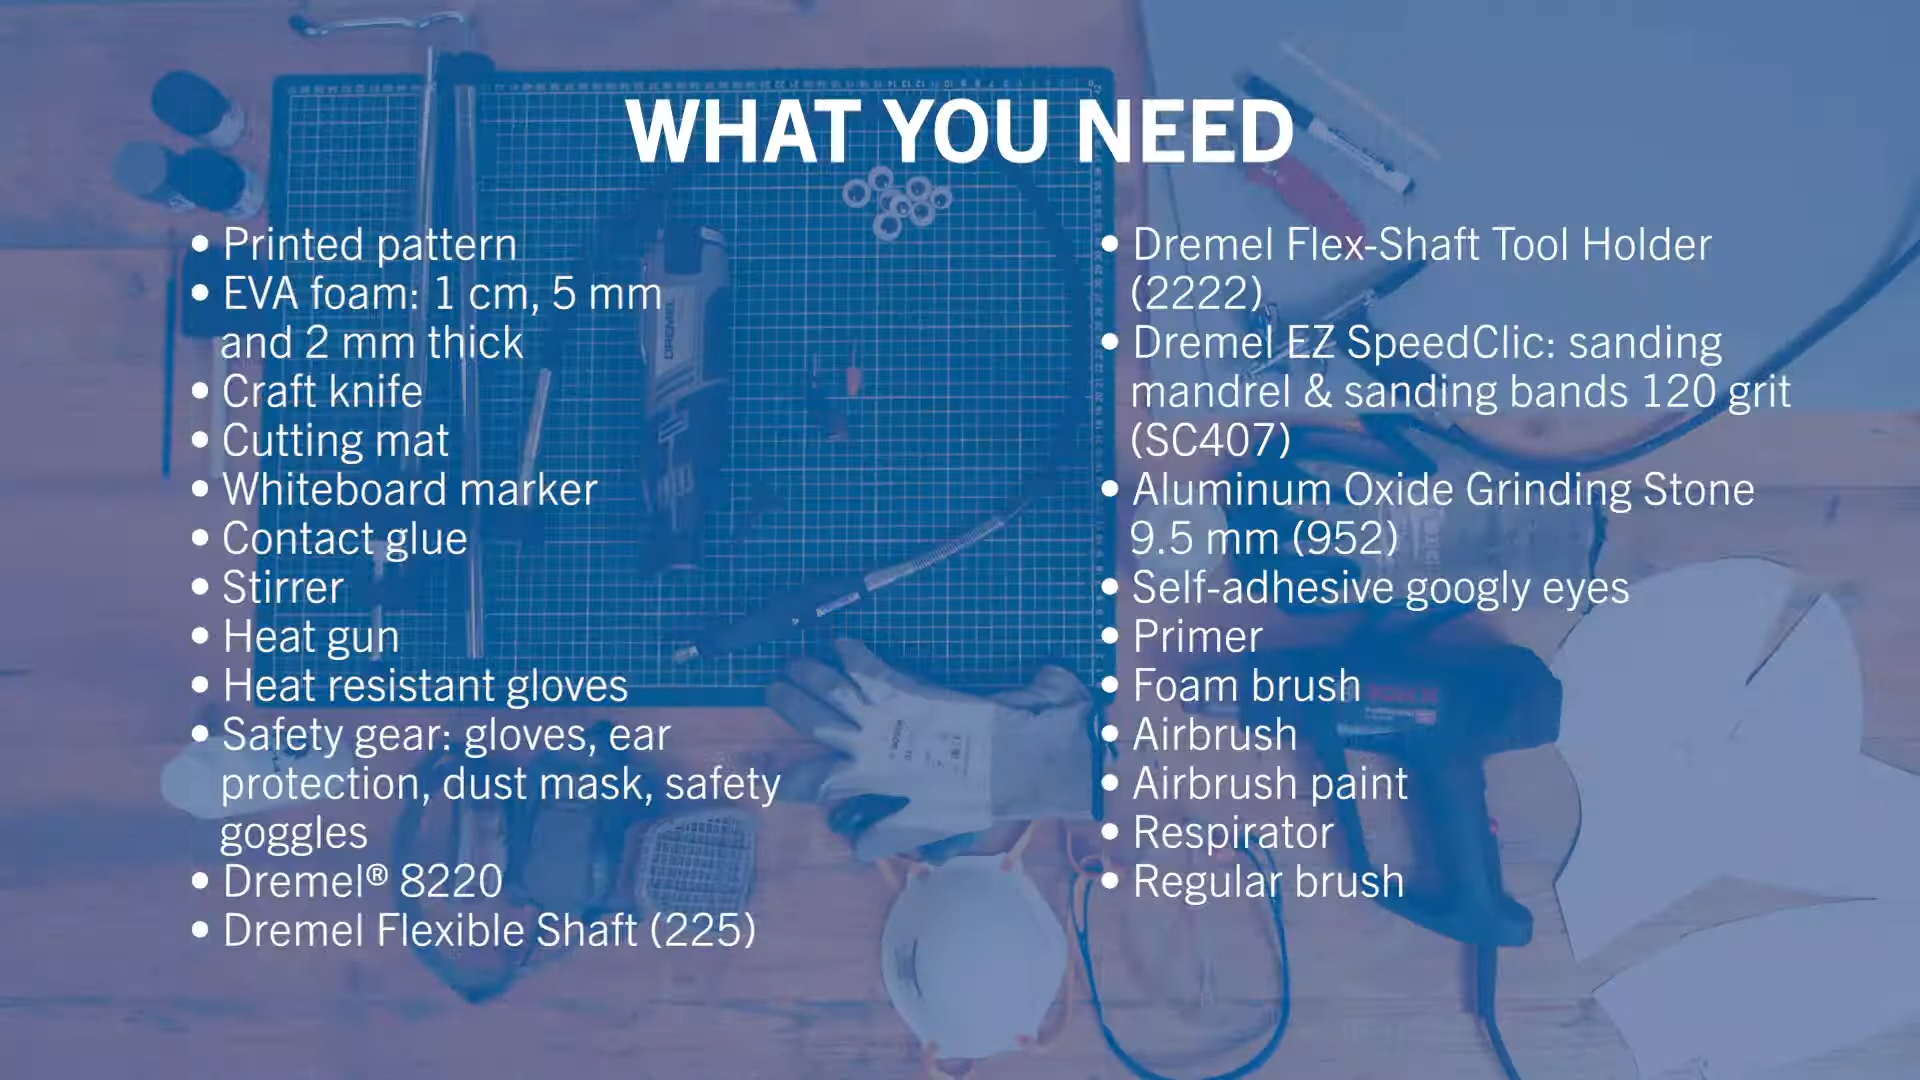 WHAT YOU NEED
• Printed pattern
• EVA foam: 1 cm, 5 mm
and 2 mm thick
• Craft knife
• Cutting mat
• Whiteboard marker
• Contact glue
• Stirrer
• Heat gun
• Heat resistant gloves
• Safety gear: gloves, ear
protection, dust mask, safety
goggles
• Dremel® 8220
• Dremel Flexible Shaft (225)
• Dremel Flex-Shaft Tool Holder
(2222)
• Dremel EZ SpeedClic: sanding
mandrel & sanding bands 120 grit
(SC407)
• Aluminum Oxide Grinding Stone
9.5 mm (952)
• Self-adhesive googly eyes
• Primer
• Foam brush
• Airbrush
• Airbrush paint
• Respirator
• Regular brush
DREMEL